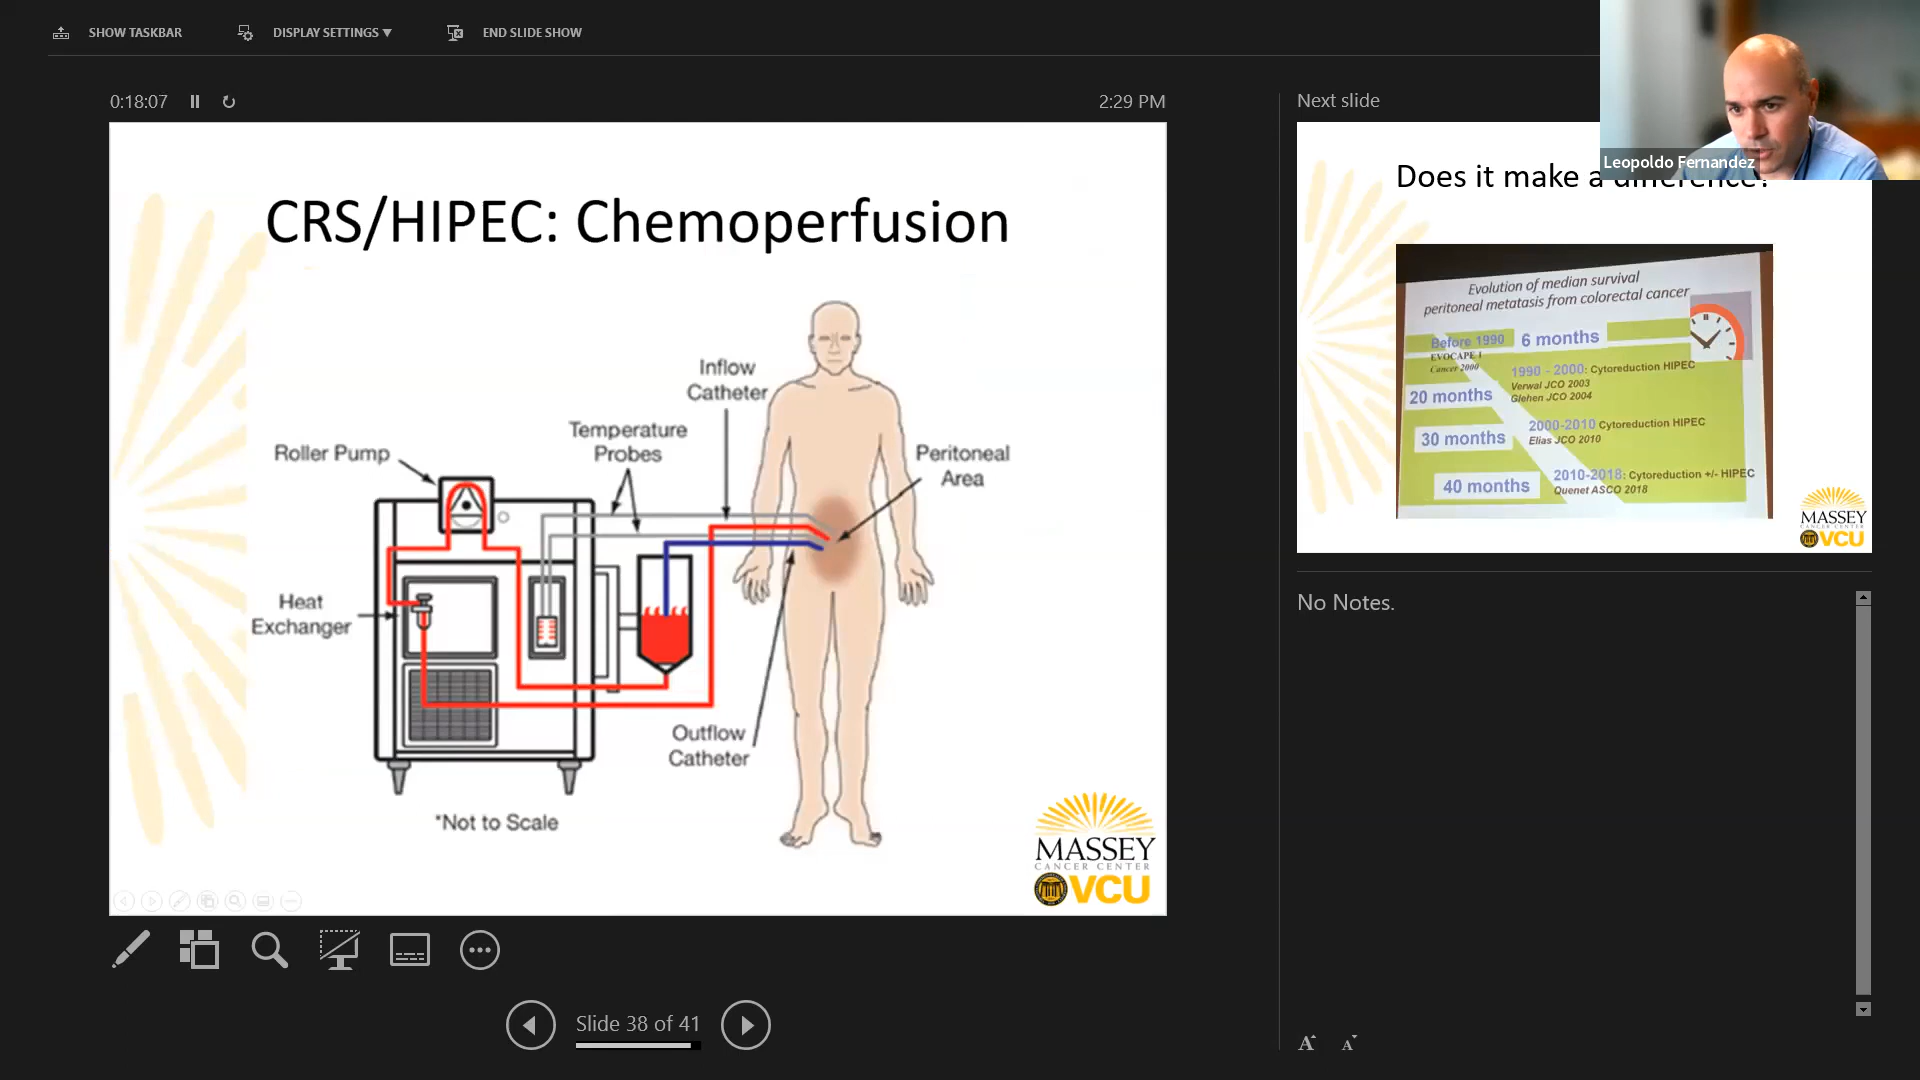 SHOW TASKBAR
DISPLAY SETTINGS ▼
END SLIDE SHOW
0:18:07
2:29 PM
CRS/HIPEC: Chemoperfusion
Inflow
Catheter
Temperature
Probes
Roller Pump
Peritoneal
Area
Heat
Exchanger
Outflow
Catheter
*Not to Scale
MASSEY
CANCER CENTER
VCU
Slide 38 of 41
Next slide
Leopoldo Fernandez
Does it make a difference?
Evolution of median survival
peritoneal metatasis from colorectal cancer
Before 1990
6 months
EVOCAPE 1
Cancer 2000
1990 - 2000: Cytoreduction HIPEC
Verwal JCO 2003
Glehen JCO 2004
20 months
2000-2010 Cytoreduction HIPEC
Elias JCO 2010
30 months
2010-2018: Cytoreduction +/- HIPEC
Quenet ASCO 2018
40 months
MASSEY
CANCER CENTER
VCU
No Notes.
A A